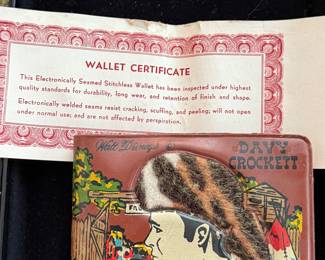 WALLET CERTIFICATE
This Electronically Seamed Stitchless Wallet has been inspected under highest
quality standards for durability, long wear, and retention of finish and shape.
Electronically welded seams resist cracking, scuffing, and peeling; will not open
under normal use; and are not affected by perspiration.
Walt Disney's
DAVY
CROCKETT